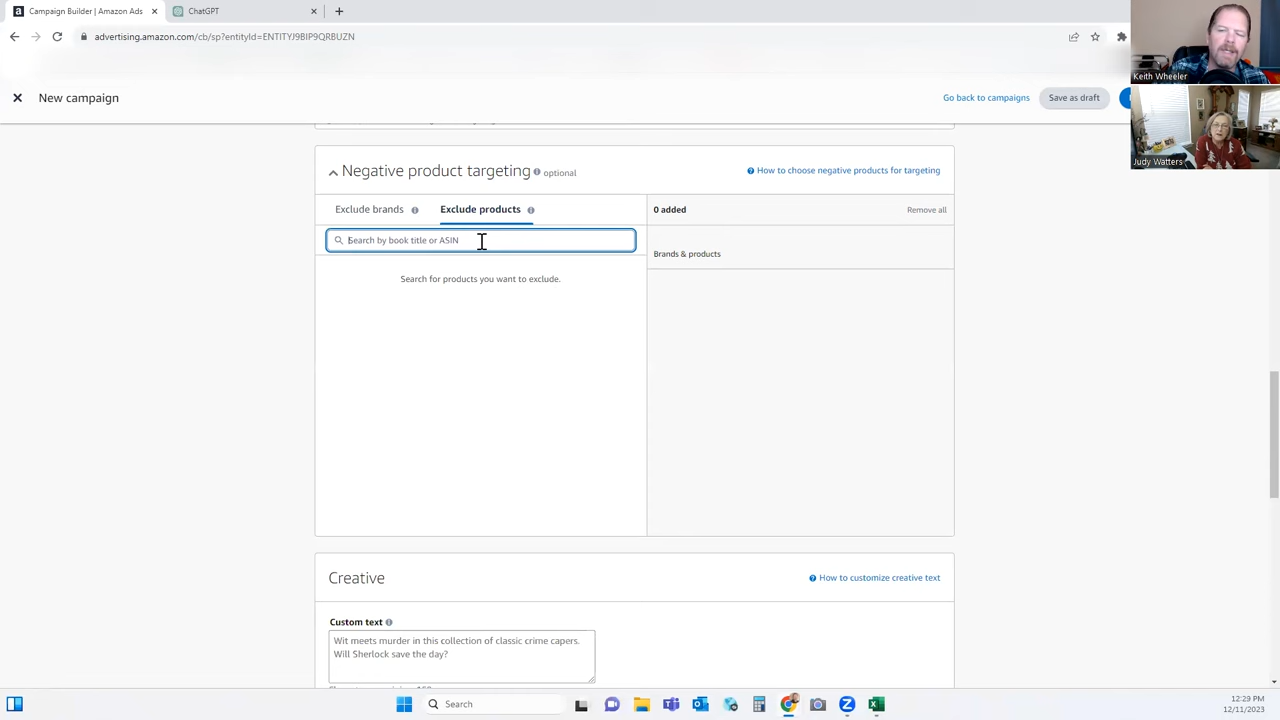 Campaign Builder | Amazon Ads
ChatGPT
advertising.amazon.com/cb/sp?entityId=ENTITYJ9BIP9QRBUZN
Keith Wheeler
New campaign
Go back to campaigns
Save as draft
Judy Watters
Negative product targeting optional
How to choose negative products for targeting
Exclude brands
Exclude products
0 added
Remove all
Search by book title or ASIN
Brands & products
Search for products you want to exclude.
Creative
How to customize creative text
Custom text
Wit meets murder in this collection of classic crime capers.
Will Sherlock save the day?
Search
12:29 PM
12/11/2023